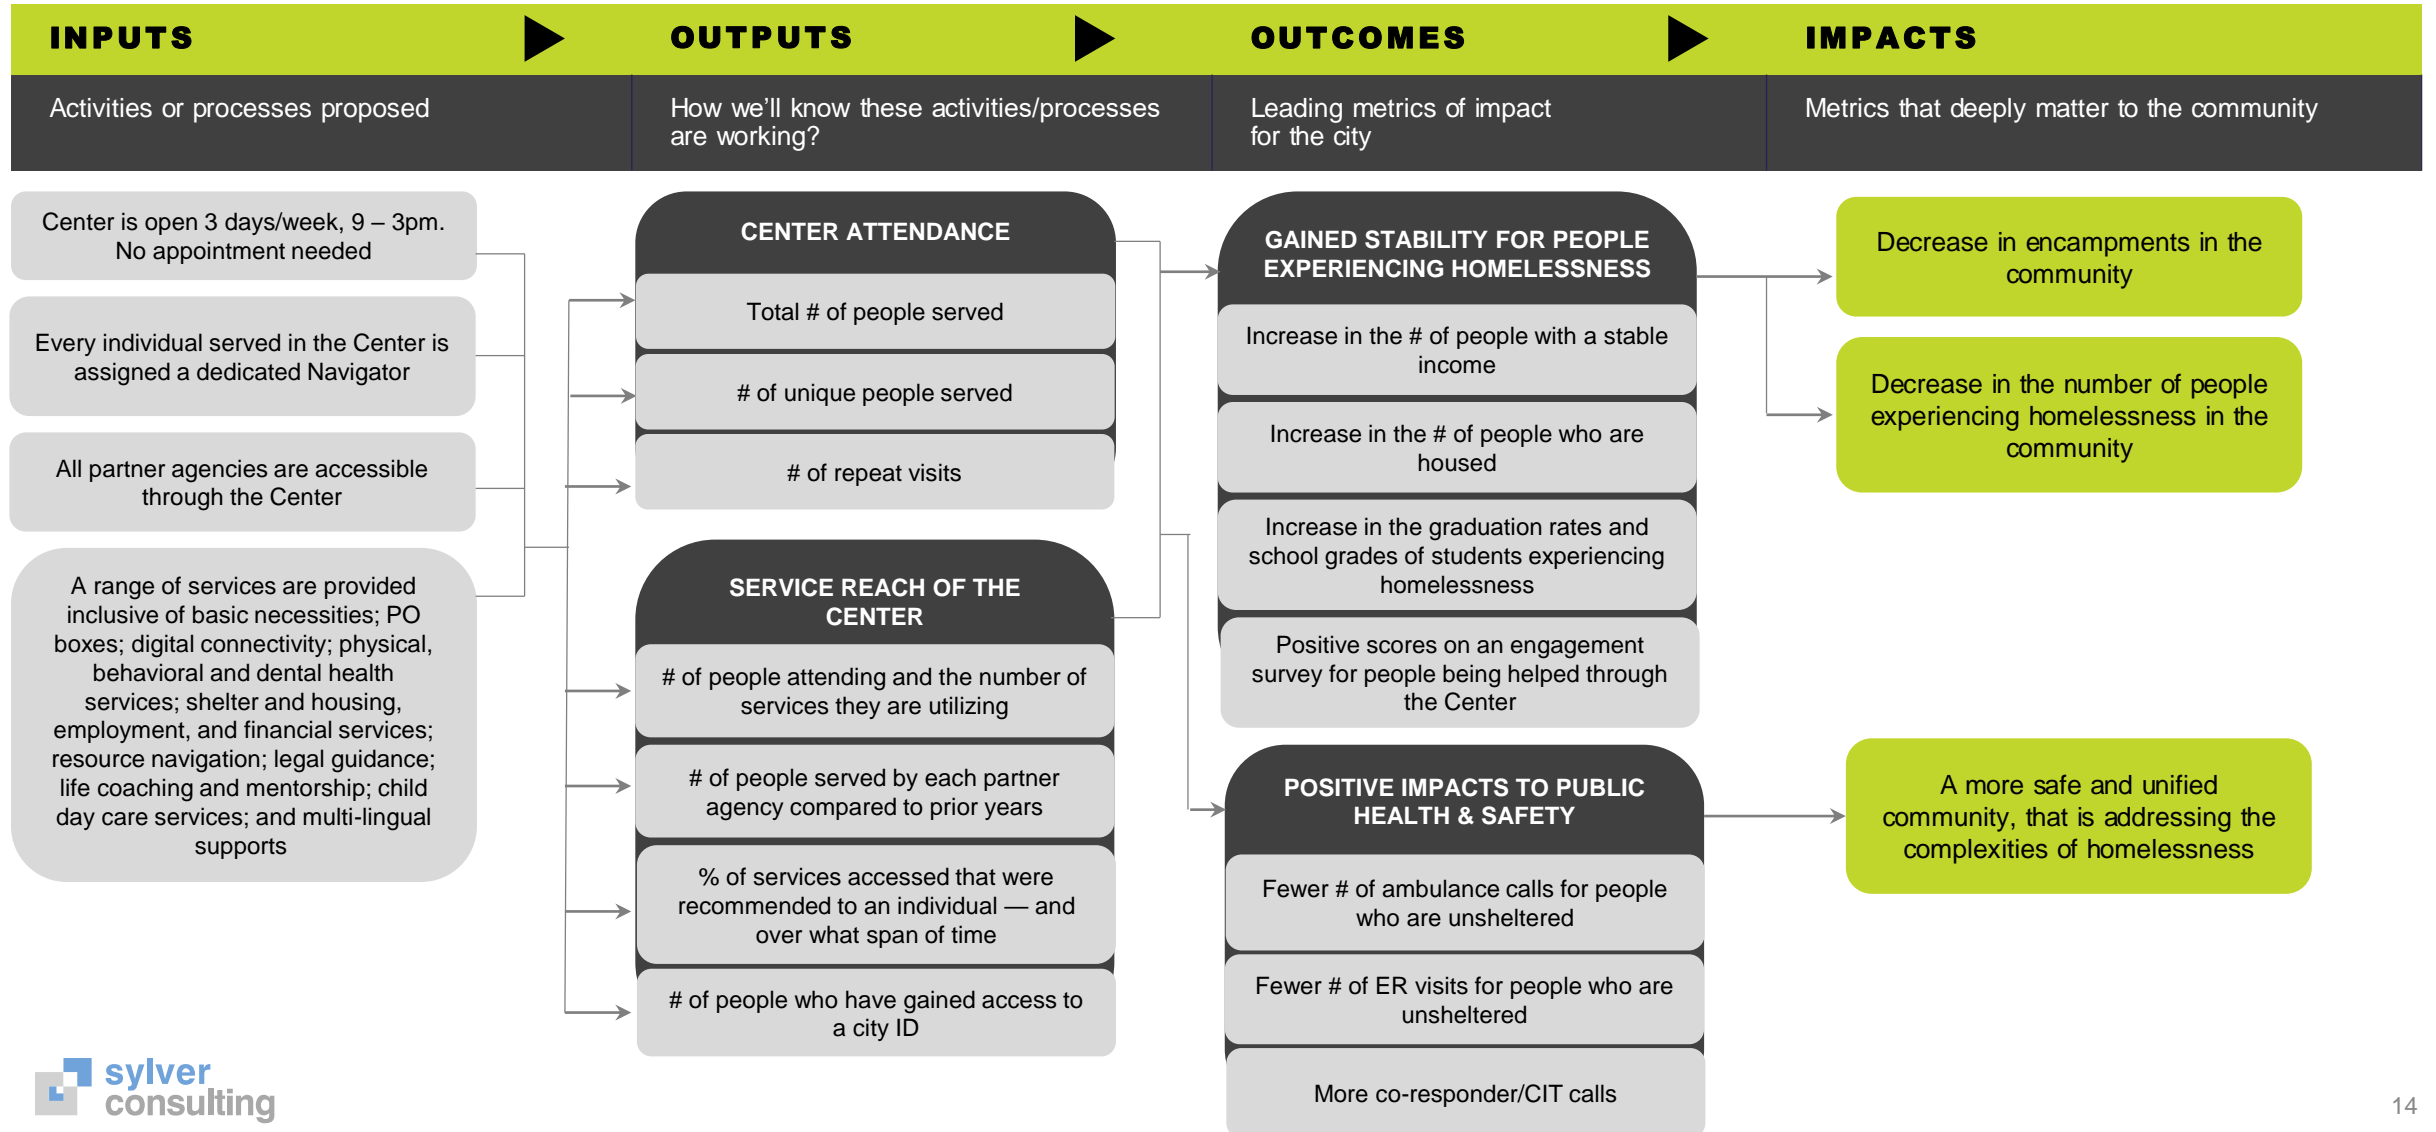 INPUTS
OUTPUTS
OUTCOMES
IMPACTS
Activities or processes proposed
How we’ll know these activities/processes
are working?
Leading metrics of impact
for the city
Metrics that deeply matter to the community
Center is open 3 days/week, 9 – 3pm.
No appointment needed
Every individual served in the Center is
assigned a dedicated Navigator
All partner agencies are accessible
through the Center
A range of services are provided
inclusive of basic necessities; PO
boxes; digital connectivity; physical,
behavioral and dental health
services; shelter and housing,
employment, and financial services;
resource navigation; legal guidance;
life coaching and mentorship; child
day care services; and multi-lingual
supports
CENTER ATTENDANCE
Total # of people served
# of unique people served
# of repeat visits
SERVICE REACH OF THE
CENTER
# of people attending and the number of
services they are utilizing
# of people served by each partner
agency compared to prior years
% of services accessed that were
recommended to an individual — and
over what span of time
# of people who have gained access to
a city ID
GAINED STABILITY FOR PEOPLE
EXPERIENCING HOMELESSNESS
Increase in the # of people with a stable
income
Increase in the # of people who are
housed
Increase in the graduation rates and
school grades of students experiencing
homelessness
Positive scores on an engagement
survey for people being helped through
the Center
POSITIVE IMPACTS TO PUBLIC
HEALTH & SAFETY
Fewer # of ambulance calls for people
who are unsheltered
Fewer # of ER visits for people who are
unsheltered
More co-responder/CIT calls
Decrease in encampments in the
community
Decrease in the number of people
experiencing homelessness in the
community
A more safe and unified
community, that is addressing the
complexities of homelessness
sylver
consulting
14